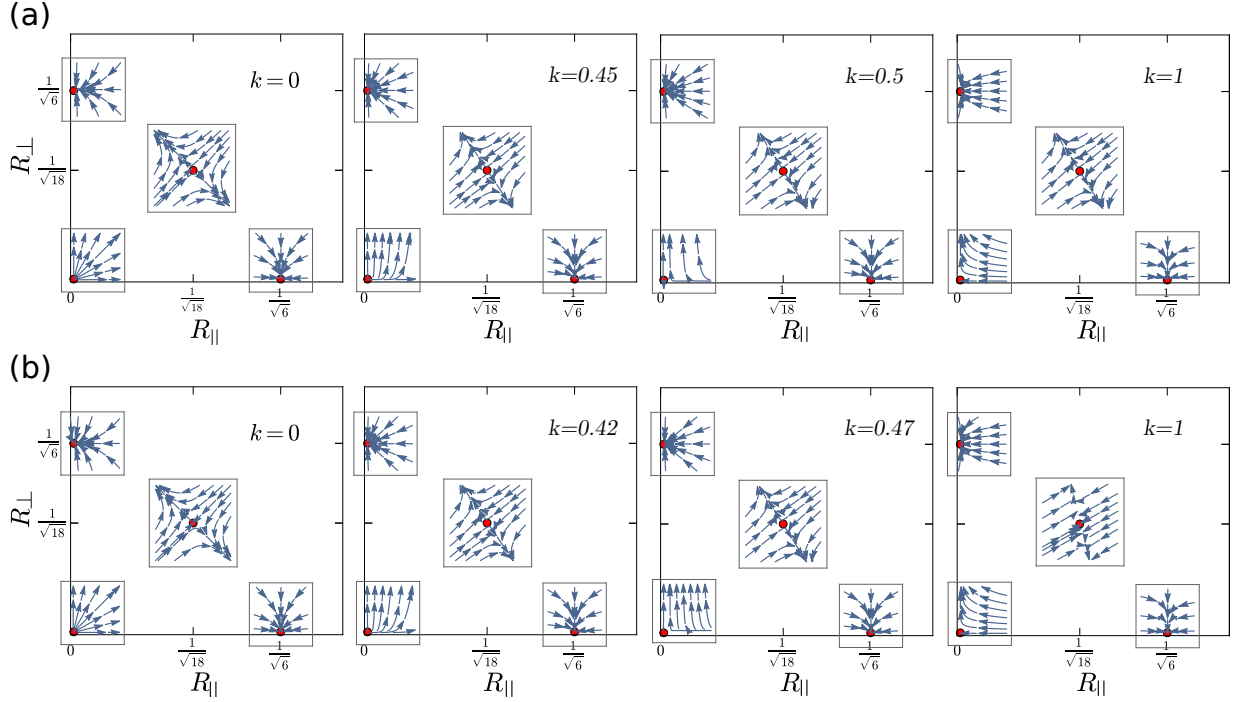 (a)
k = 0
k=0.45
k=0.5
k=1
1/√6
R⊥
1/√18
0 1/√18 1/√6
0 1/√18 1/√6
0 1/√18 1/√6
0 1/√18 1/√6
R||
R||
R||
R||
(b)
k = 0
k=0.42
k=0.47
k=1
1/√6
R⊥
1/√18
0 1/√18 1/√6
0 1/√18 1/√6
0 1/√18 1/√6
0 1/√18 1/√6
R||
R||
R||
R||